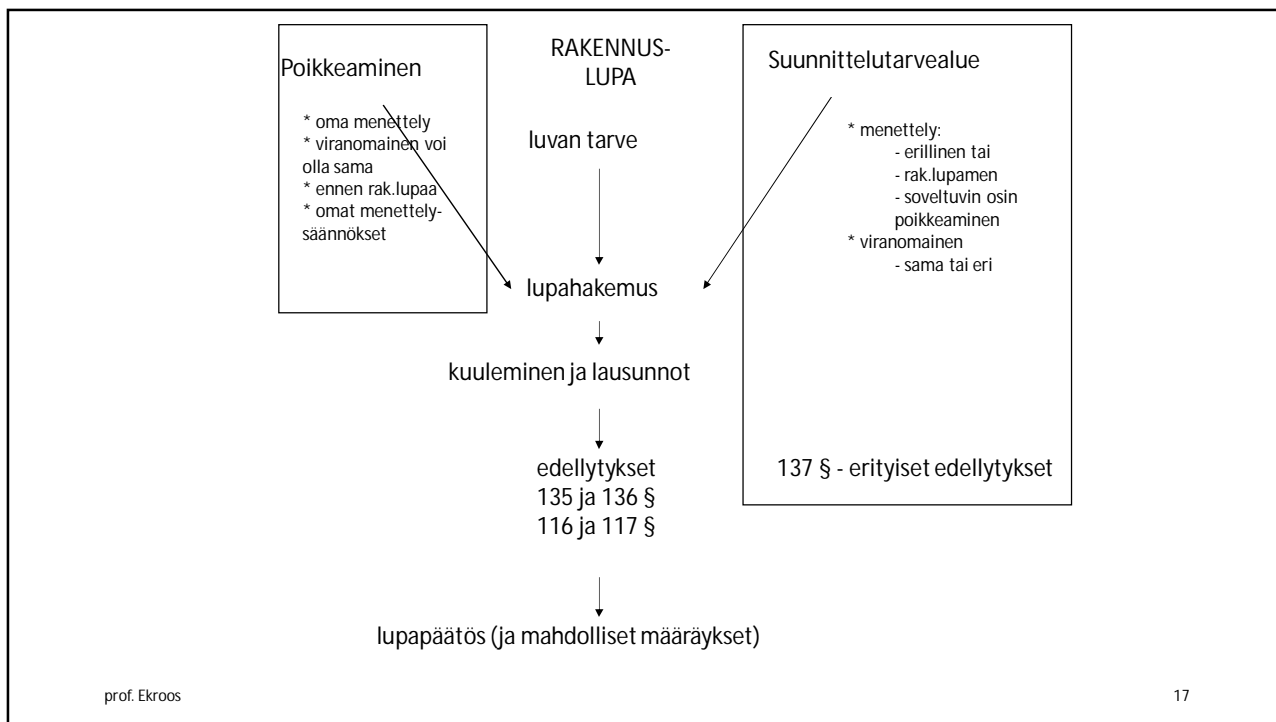 Poikkeaminen
* oma menettely
* viranomainen voi
olla sama
* ennen rak.lupaa
* omat menettely-
säännökset
RAKENNUS-
LUPA
luvan tarve
lupahakemus
kuuleminen ja lausunnot
edellytykset
135 ja 136 §
116 ja 117 §
lupapäätös (ja mahdolliset määräykset)
Suunnittelutarvealue
* menettely:
- erillinen tai
- rak.lupamen
- soveltuvin osin
poikkeaminen
* viranomainen
- sama tai eri
137 § - erityiset edellytykset
prof. Ekroos
17